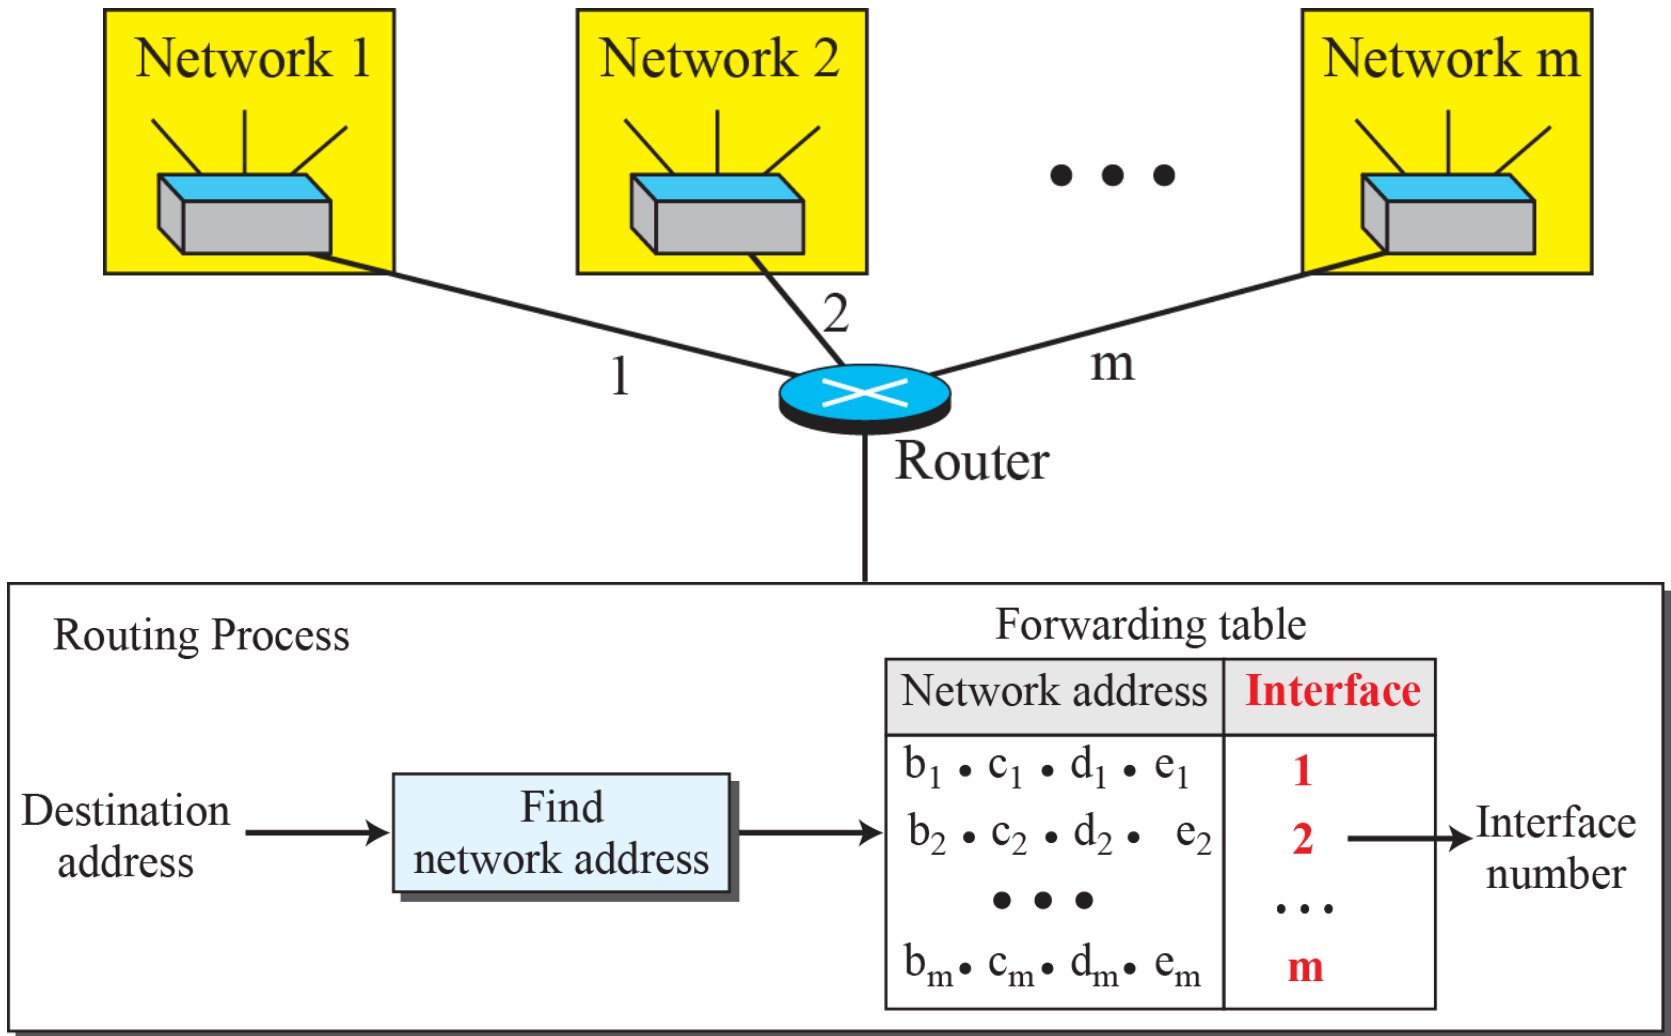 Network 1
Network 2
Network m
• • •
1
2
m
Router
Routing Process
Forwarding table
Network address Interface
b₁ • c₁ • d₁ • e₁ 1
b₂ • c₂ • d₂ • e₂ 2
• • • . . .
bₘ • cₘ • dₘ • eₘ m
Destination
address
Find
network address
Interface
number